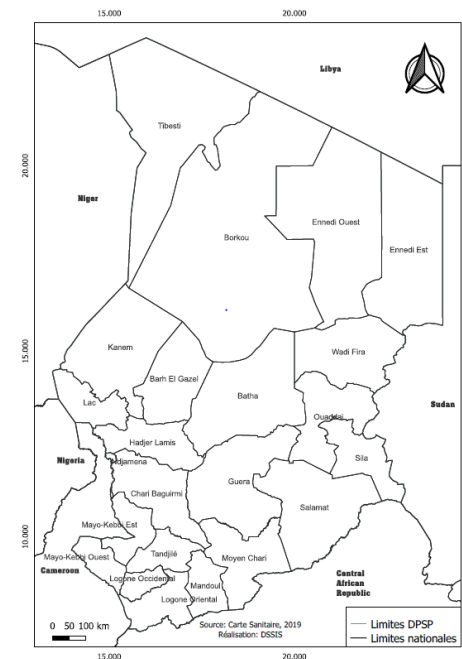 15.000
20.000
Libya
Tibesti
20.000
Niger
Ennedi Ouest
Borkou
Ennedi Est
15.000
Kanem
Wadi Fira
Barh El Gazel
Batha
Lac
Sudan
Ouaddai
Hadjer Lamis
Nigeria
Ndjamena
Sila
Guera
Chari Baguirmi
Salamat
Mayo-Kebbi Est
10.000
Mayo-Kebbi Ouest
Tandjilé
Moyen Chari
Cameroon
Logone Occidental
Mandoul
Central
African
Republic
Logone Oriental
0 50 100 km
Source: Carte Sanitaire, 2019
Réalisation: DSSIS
Limites DPSP
Limites nationales
15.000
20.000